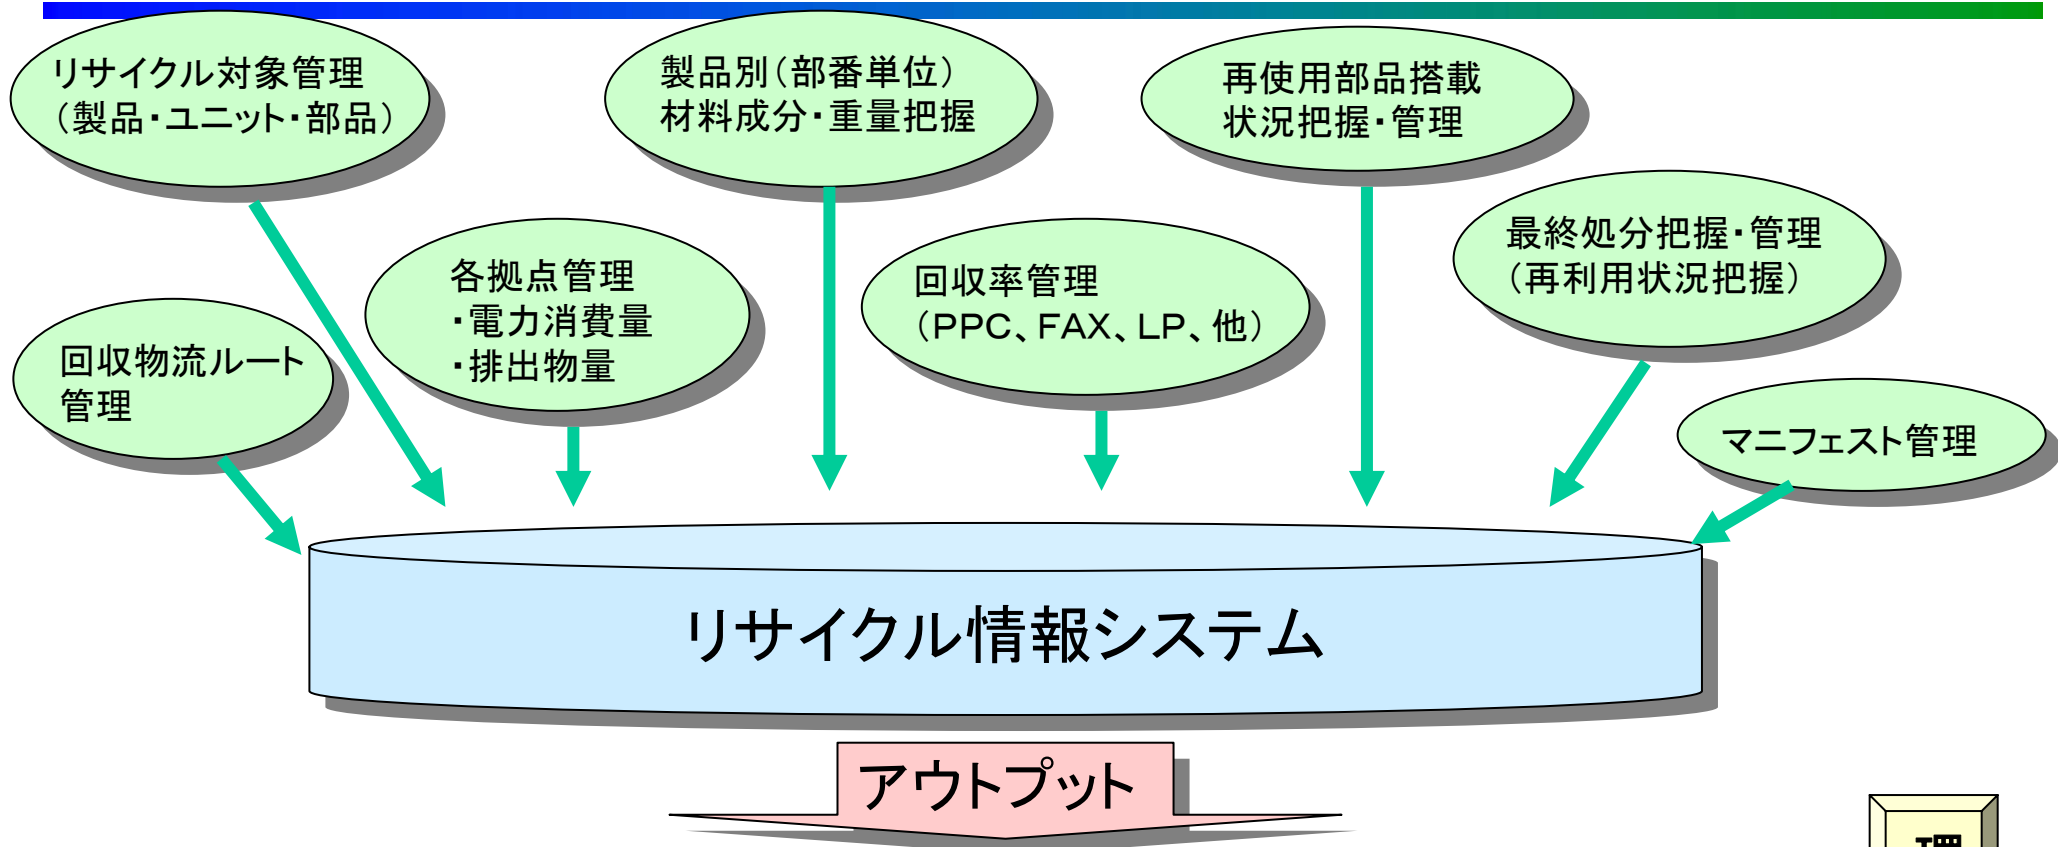 リサイクル対象管理
（製品・ユニット・部品）
製品別（部番単位）
材料成分・重量把握
再使用部品搭載
状況把握・管理
最終処分把握・管理
（再利用状況把握）
各拠点管理
・電力消費量
・排出物量
回収率管理
（ＰＰＣ、ＦＡＸ、ＬＰ、他）
回収物流ルート
管理
マニフェスト管理
リサイクル情報システム
アウトプット